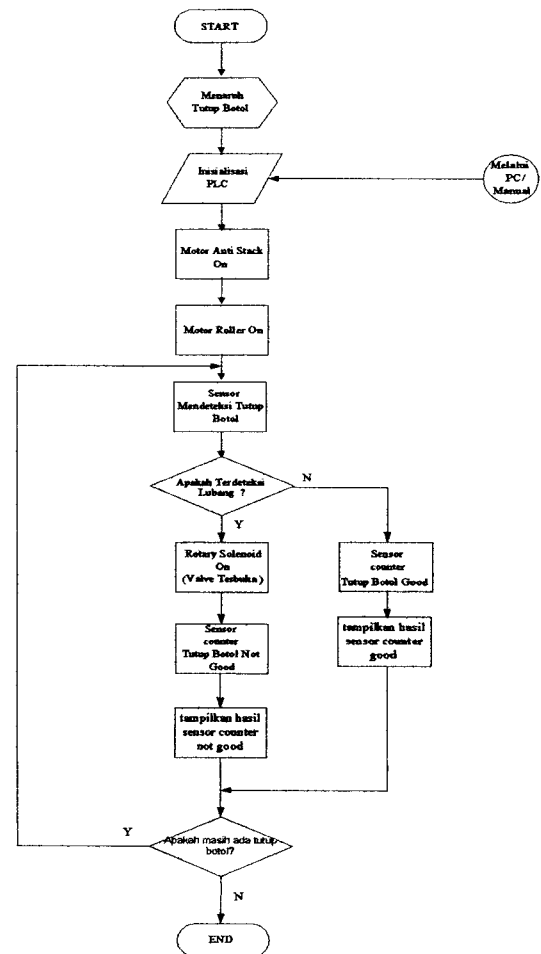 START
Menaruh
Tutup Botol
Inisialisasi
PLC
Melalui
PC /
Manual
Motor Anti Stack
On
Motor Roller On
Sensor
Mendeteksi Tutup
Botol
Apakah Terdeteksi
Lubang ?
N
Y
Rotary Solenoid
On
(Valve Terbuka)
Sensor
counter
Tutup Botol Good
Sensor
counter
Tutup Botol Not
Good
tampilkan hasil
sensor counter
good
tampilkan hasil
sensor counter
not good
Y
Apakah masih ada tutup
botol?
N
END